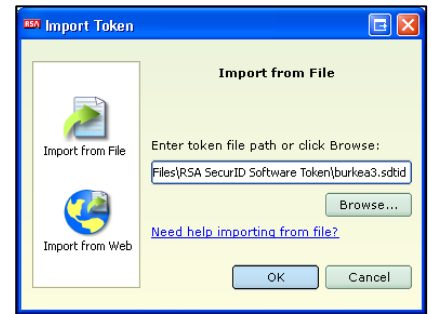 RSA Import Token
Import from File
Import from File
Import from Web
Enter token file path or click Browse:
Files\RSA SecurID Software Token\burkea3.sdtid
Browse...
Need help importing from file?
OK Cancel